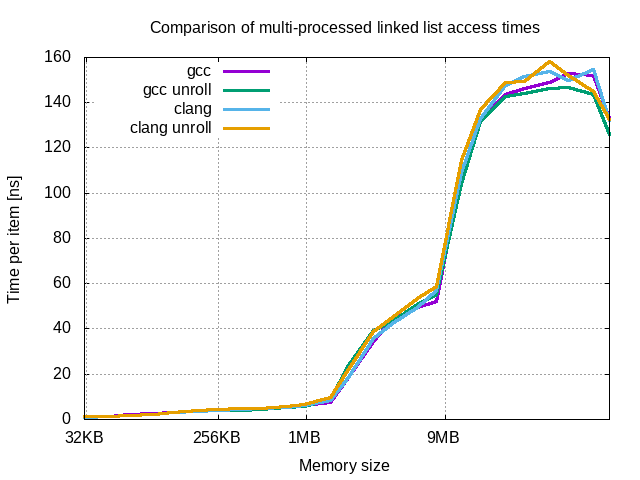 Comparison of multi-processed linked list access times
160
140
120
100
80
60
40
20
0
gcc
gcc unroll
clang
clang unroll
Time per item [ns]
32KB 256KB 1MB 9MB
Memory size